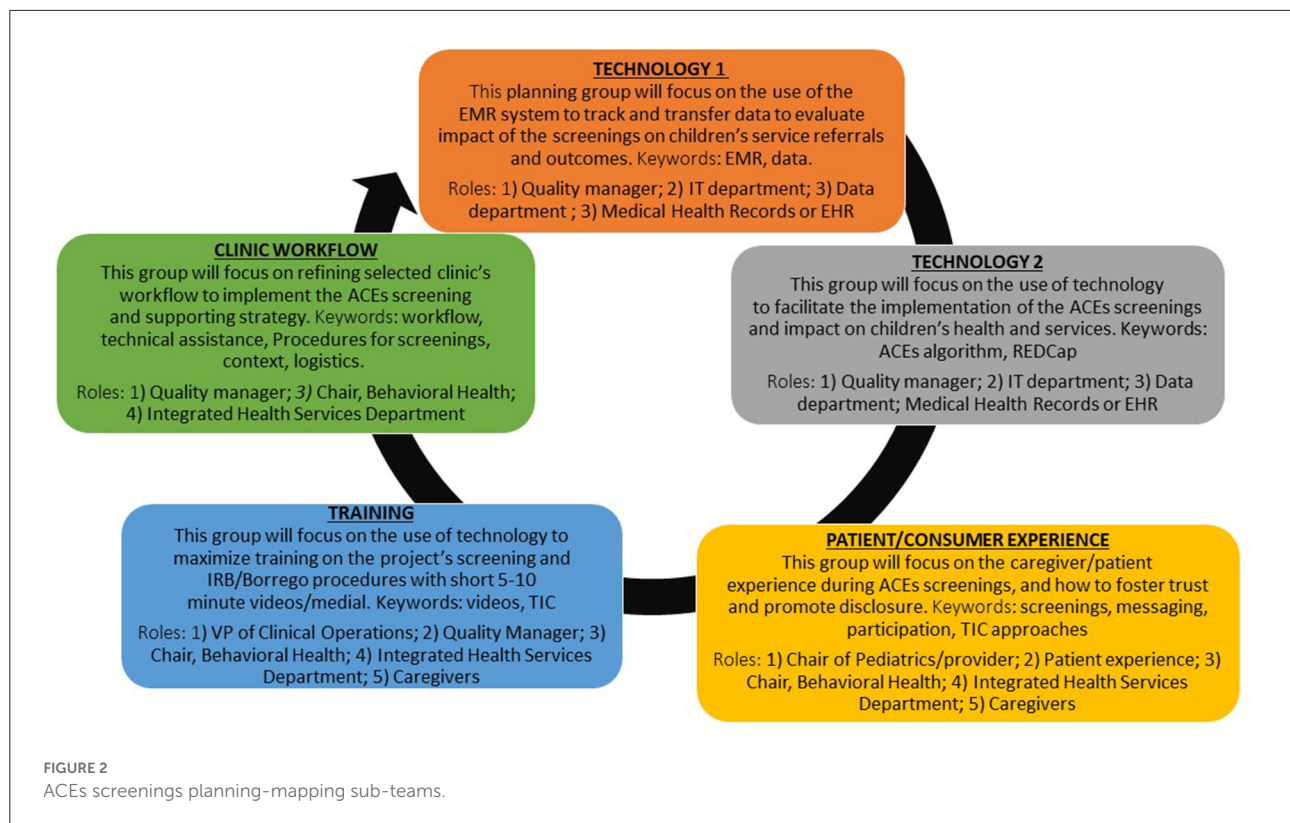 TECHNOLOGY 1
This planning group will focus on the use of the
EMR system to track and transfer data to evaluate
impact of the screenings on children's service referrals
and outcomes. Keywords: EMR, data.
Roles: 1) Quality manager; 2) IT department; 3) Data
department ; 3) Medical Health Records or EHR
TECHNOLOGY 2
This group will focus on the use of technology
to facilitate the implementation of the ACEs screenings
and impact on children's health and services. Keywords:
ACEs algorithm, REDCap
Roles: 1) Quality manager; 2) IT department; 3) Data
department; Medical Health Records or EHR
PATIENT/CONSUMER EXPERIENCE
This group will focus on the caregiver/patient
experience during ACEs screenings, and how to foster trust
and promote disclosure. Keywords: screenings, messaging,
participation, TIC approaches
Roles: 1) Chair of Pediatrics/provider; 2) Patient experience; 3)
Chair, Behavioral Health; 4) Integrated Health Services
Department; 5) Caregivers
TRAINING
This group will focus on the use of technology to
maximize training on the project's screening and
IRB/Borrego procedures with short 5-10
minute videos/medial. Keywords: videos, TIC
Roles: 1) VP of Clinical Operations; 2) Quality Manager; 3)
Chair, Behavioral Health; 4) Integrated Health Services
Department; 5) Caregivers
CLINIC WORKFLOW
This group will focus on refining selected clinic's
workflow to implement the ACEs screening
and supporting strategy. Keywords: workflow,
technical assistance, Procedures for screenings,
context, logistics.
Roles: 1) Quality manager; 3) Chair, Behavioral Health;
4) Integrated Health Services Department
FIGURE 2
ACEs screenings planning-mapping sub-teams.